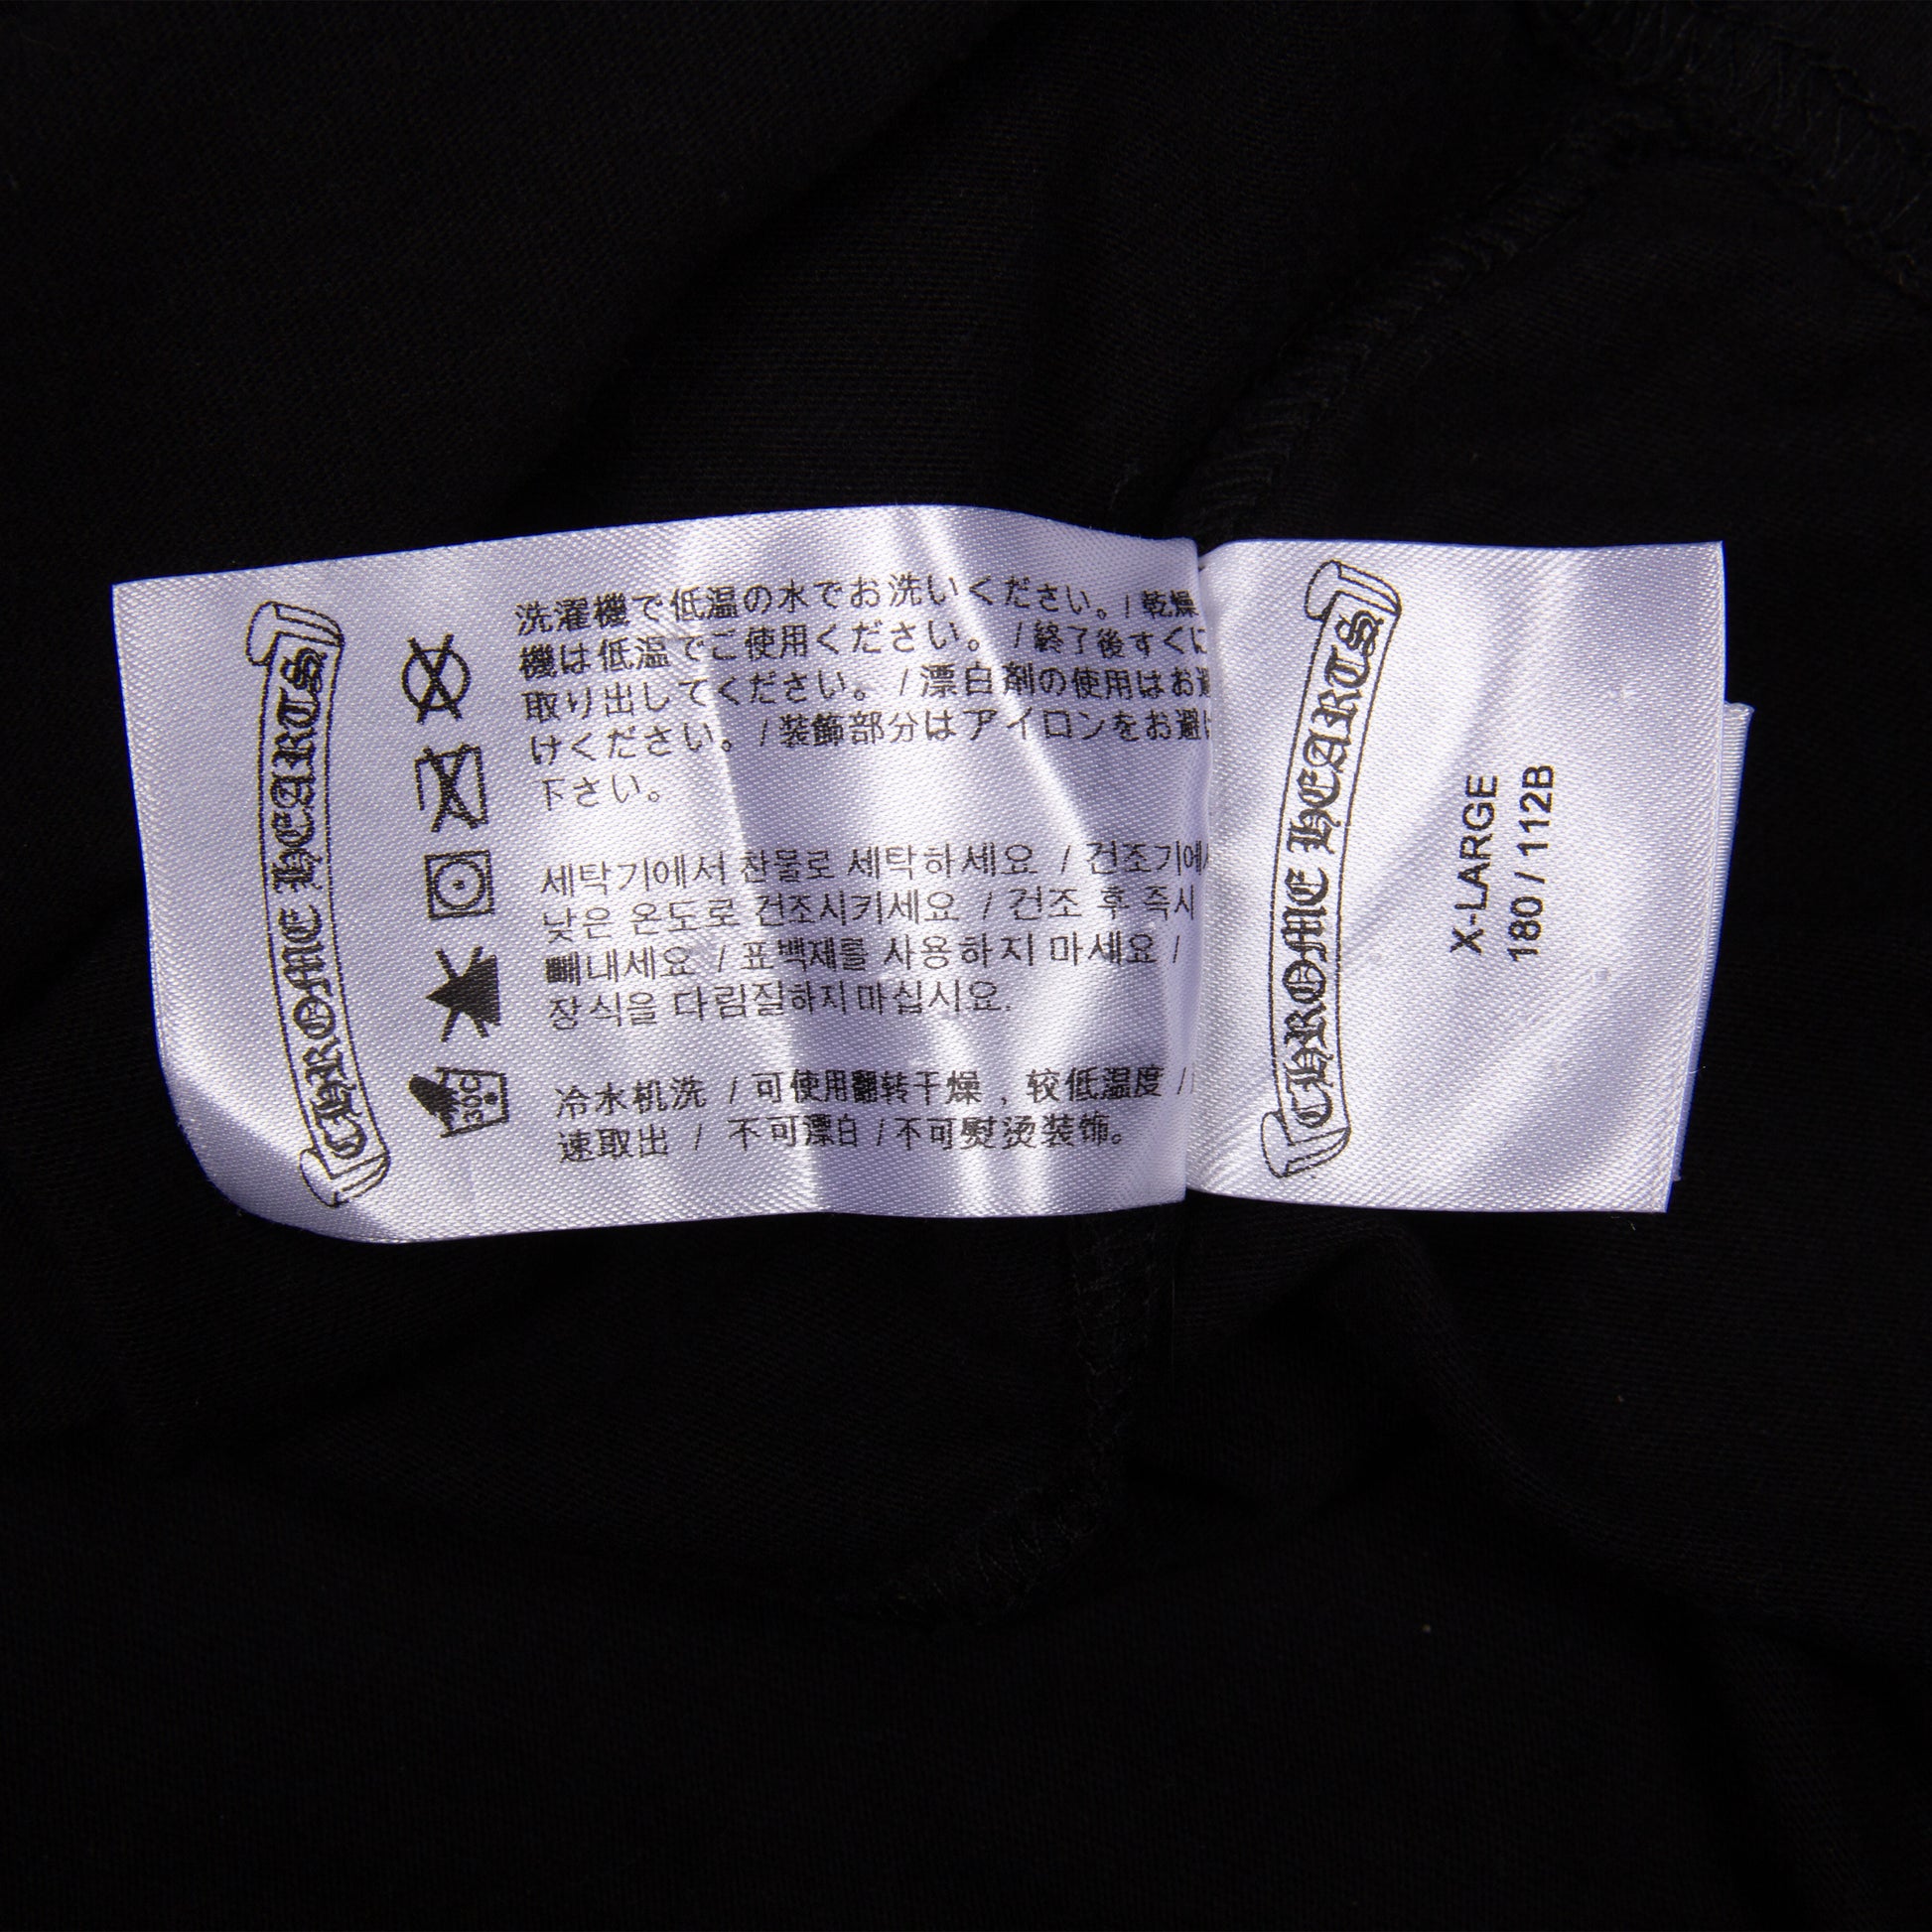 CHROME HEARTS
洗濯機で低温の水でお洗いください。/ 乾燥
機は低温でご使用ください。 / 終了後すぐに
取り出してください。 / 漂白剤の使用はお避
けください。/ 装飾部分はアイロンをお避け
下さい。
세탁기에서 찬물로 세탁하세요 / 건조기에서
낮은 온도로 건조시키세요 / 건조 후 즉시
빼내세요 / 표백제를 사용하지 마세요 /
장식을 다림질하지마십시요.
冷水机洗 / 可使用翻转干燥 , 较低温度 /
速取出 / 不可漂白 / 不可熨烫装饰。
30C
CHROME HEARTS
X-LARGE
180 / 112B